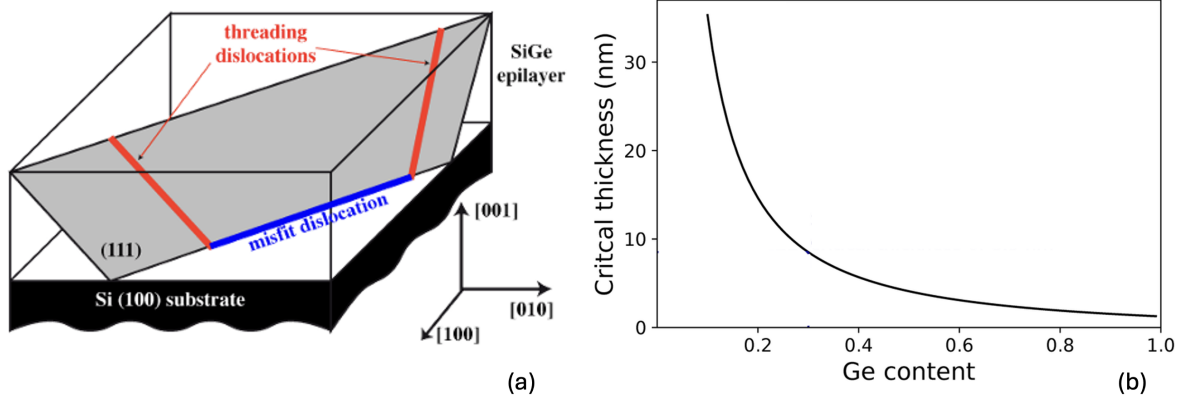 threading
dislocations
SiGe
epilayer
(111)
misfit dislocation
[001]
[010]
[100]
Si (100) substrate
(a)
Critcal thickness (nm)
30
20
10
0
0.2 0.4 0.6 0.8 1.0
Ge content
(b)